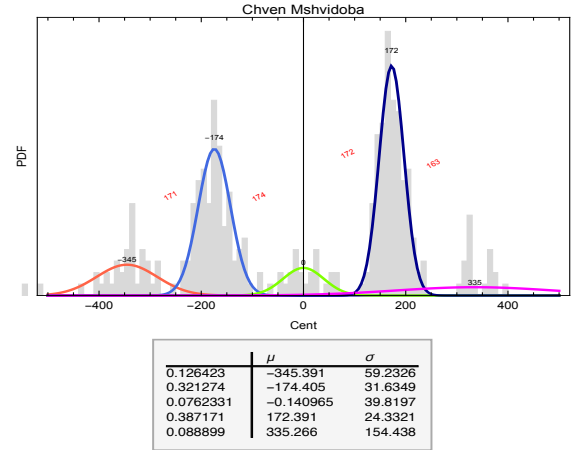 Chven Mshvidoba
172
-174
172
163
171
174
-345
0
335
PDF
-400 -200 0 200 400
Cent
μ σ
0.126423 -345.391 59.2326
0.321274 -174.405 31.6349
0.0762331 -0.140965 39.8197
0.387171 172.391 24.3321
0.088899 335.266 154.438